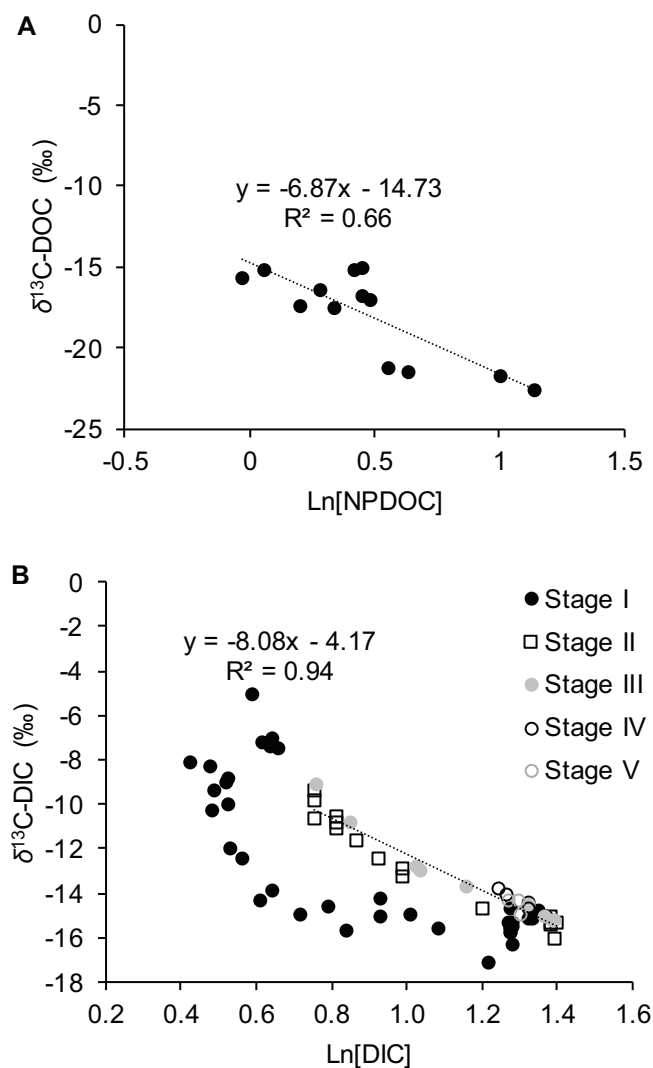 A
0
-5
-10
-15
-20
-25
δ¹³C-DOC (‰)
y = -6.87x - 14.73
R² = 0.66
-0.5 0 0.5 1 1.5
Ln[NPDOC]
B
0
-2
-4
-6
-8
-10
-12
-14
-16
-18
δ¹³C-DIC (‰)
y = -8.08x - 4.17
R² = 0.94
Stage I
Stage II
Stage III
Stage IV
Stage V
0.2 0.4 0.6 0.8 1.0 1.2 1.4 1.6
Ln[DIC]